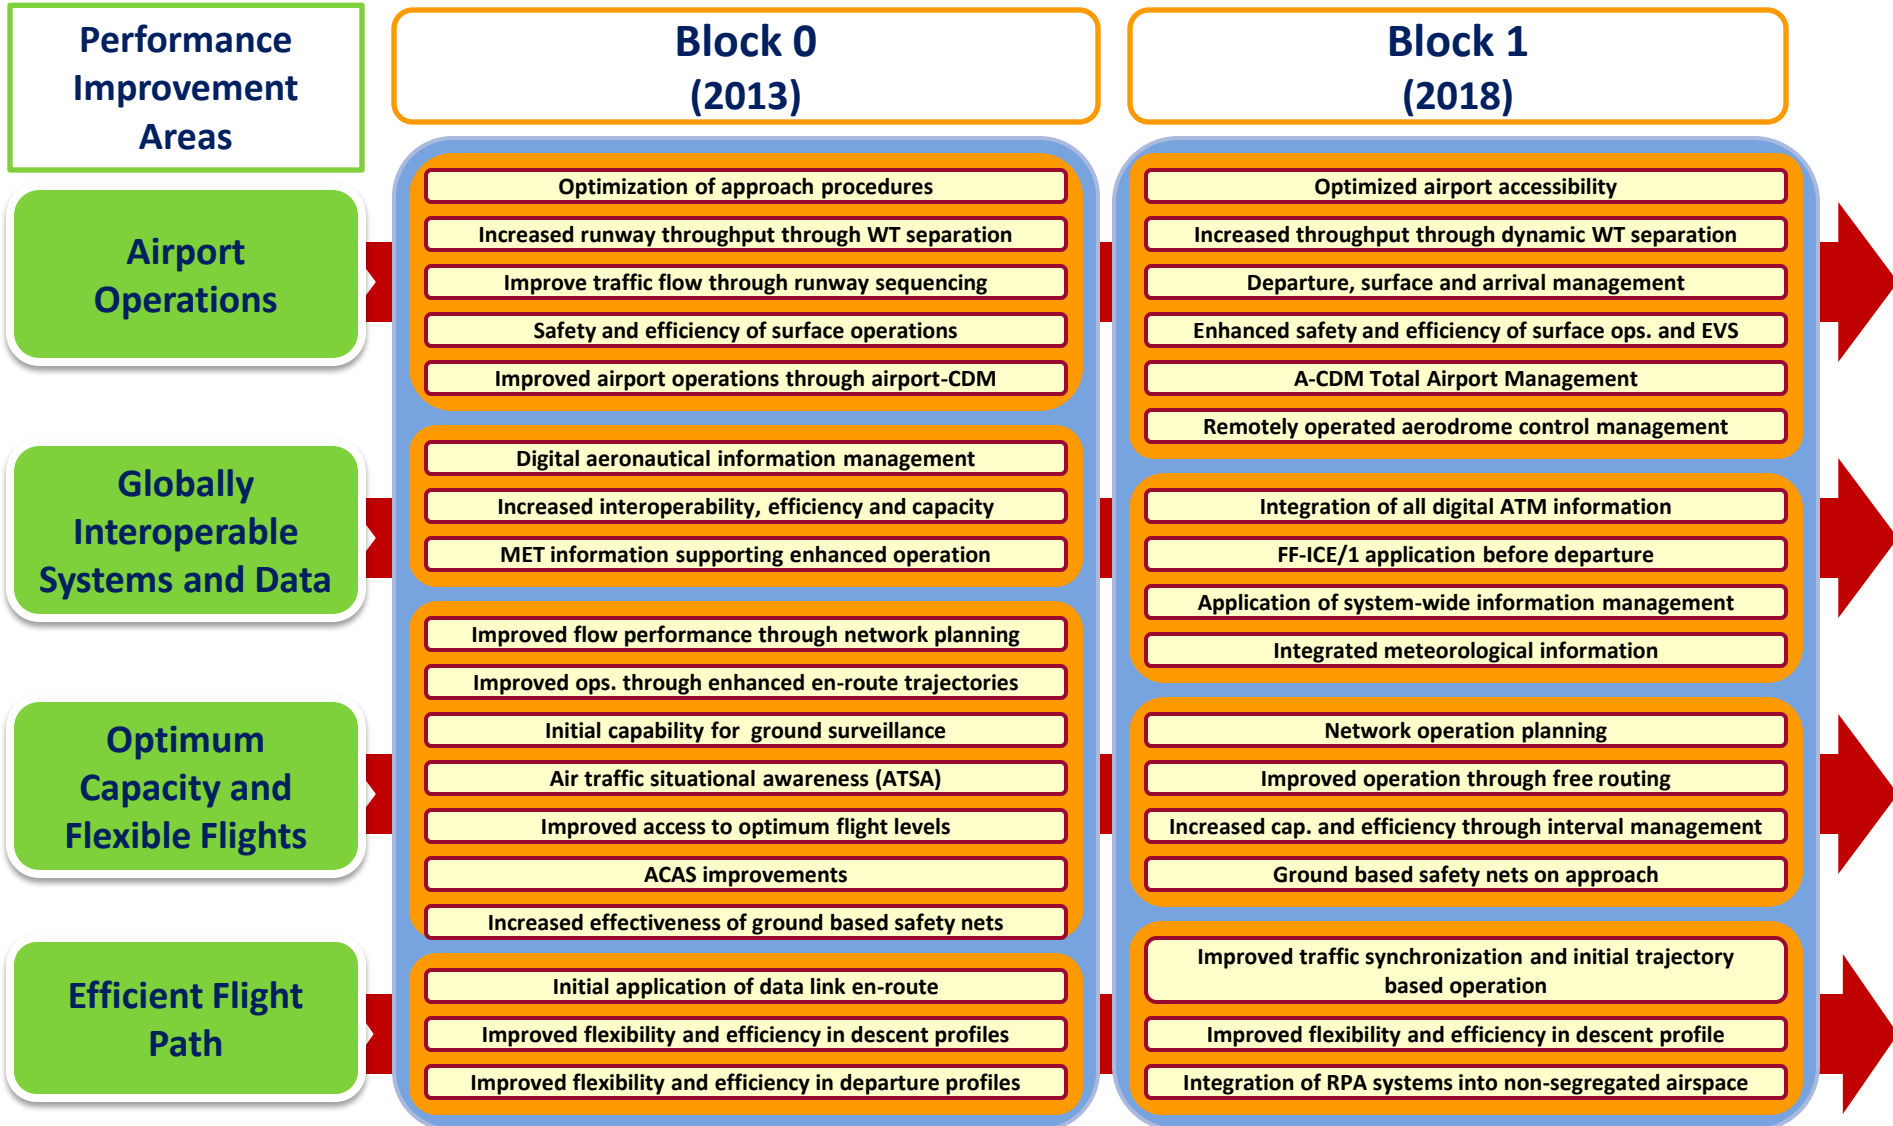 Performance
Improvement
Areas
Block 0
(2013)
Block 1
(2018)
Airport
Operations
Optimization of approach procedures
Increased runway throughput through WT separation
Improve traffic flow through runway sequencing
Safety and efficiency of surface operations
Improved airport operations through airport-CDM
Optimized airport accessibility
Increased throughput through dynamic WT separation
Departure, surface and arrival management
Enhanced safety and efficiency of surface ops. and EVS
A-CDM Total Airport Management
Remotely operated aerodrome control management
Globally
Interoperable
Systems and Data
Digital aeronautical information management
Increased interoperability, efficiency and capacity
MET information supporting enhanced operation
Integration of all digital ATM information
FF-ICE/1 application before departure
Application of system-wide information management
Integrated meteorological information
Optimum
Capacity and
Flexible Flights
Improved flow performance through network planning
Improved ops. through enhanced en-route trajectories
Initial capability for ground surveillance
Air traffic situational awareness (ATSA)
Improved access to optimum flight levels
ACAS improvements
Increased effectiveness of ground based safety nets
Network operation planning
Improved operation through free routing
Increased cap. and efficiency through interval management
Ground based safety nets on approach
Efficient Flight
Path
Initial application of data link en-route
Improved flexibility and efficiency in descent profiles
Improved flexibility and efficiency in departure profiles
Improved traffic synchronization and initial trajectory
based operation
Improved flexibility and efficiency in descent profile
Integration of RPA systems into non-segregated airspace